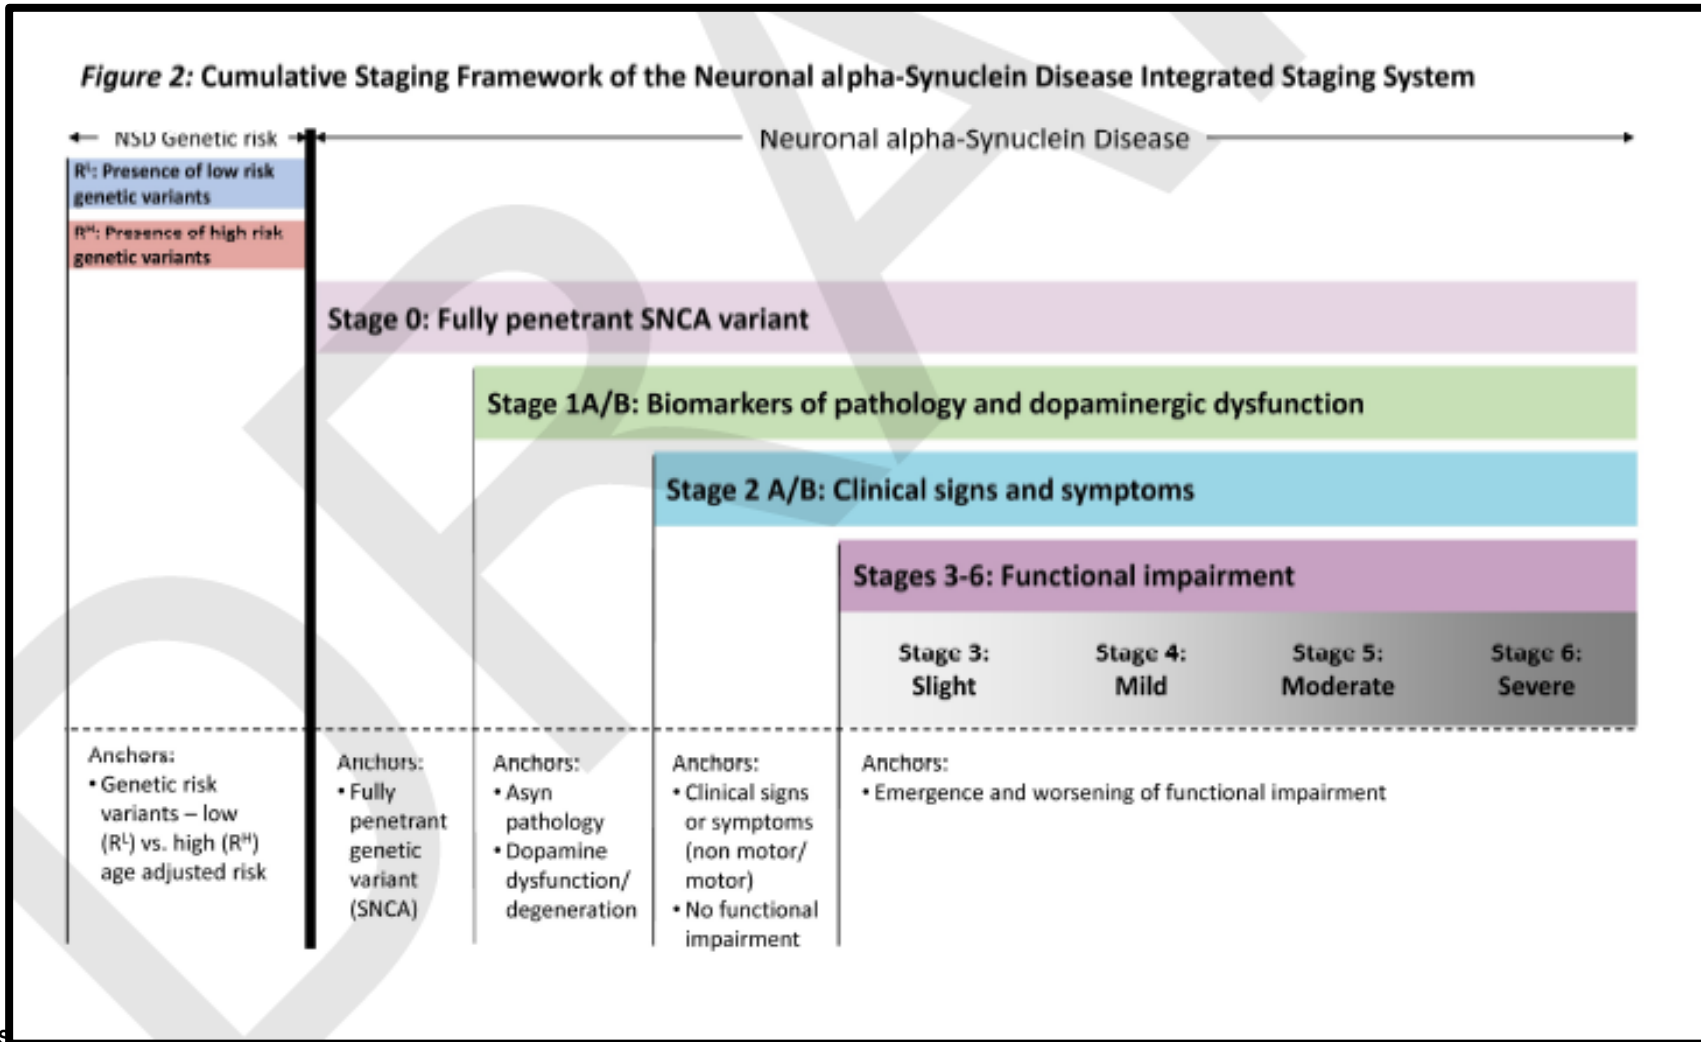 Figure 2: Cumulative Staging Framework of the Neuronal alpha-Synuclein Disease Integrated Staging System
NSD Genetic risk
Neuronal alpha-Synuclein Disease
Rᴸ: Presence of low risk
genetic variants
Rᴴ: Presence of high risk
genetic variants
Stage 0: Fully penetrant SNCA variant
Stage 1A/B: Biomarkers of pathology and dopaminergic dysfunction
Stage 2 A/B: Clinical signs and symptoms
Stages 3-6: Functional impairment
Stage 3:
Slight
Stage 4:
Mild
Stage 5:
Moderate
Stage 6:
Severe
Anchors:
• Genetic risk
variants – low
(Rᴸ) vs. high (Rᴴ)
age adjusted risk
Anchors:
• Fully
penetrant
genetic
variant
(SNCA)
Anchors:
• Asyn
pathology
• Dopamine
dysfunction/
degeneration
Anchors:
• Clinical signs
or symptoms
(non motor/
motor)
• No functional
impairment
Anchors:
• Emergence and worsening of functional impairment